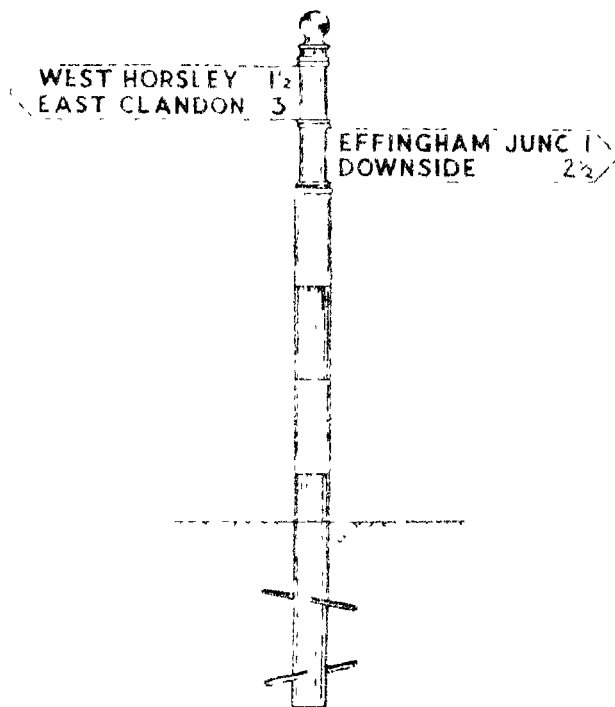 WEST HORSLEY 1½
EAST CLANDON 3
EFFINGHAM JUNC 1
DOWNSIDE 2½